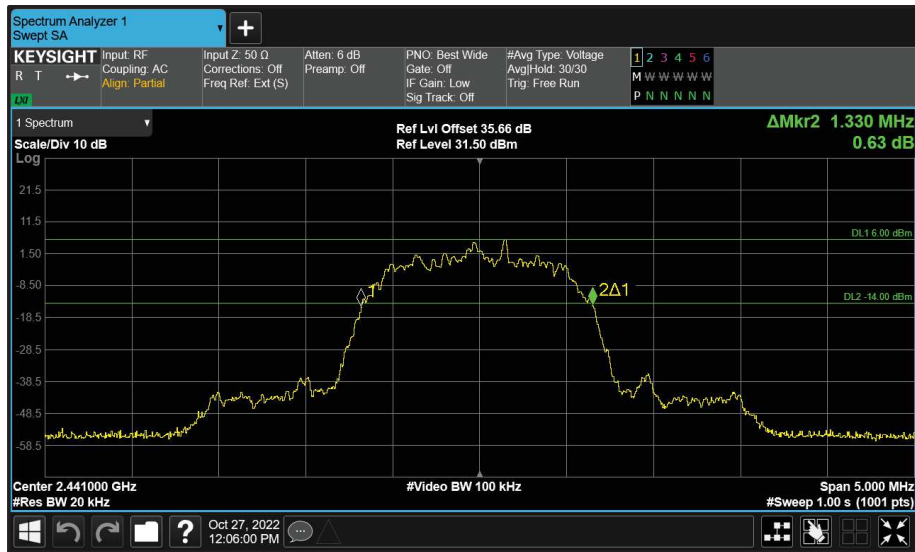 Spectrum Analyzer 1
Swept SA
KEYSIGHT Input: RF Input Z: 50 Ω Atten: 6 dB PNO: Best Wide #Avg Type: Voltage 1 2 3 4 5 6
R T Coupling: AC Corrections: Off Preamp: Off Gate: Off Avg|Hold: 30/30 M W W W W W
Align: Partial Freq Ref: Ext (S) IF Gain: Low Trig: Free Run
LXI Sig Track: Off P N N N N N
1 Spectrum Ref Lvl Offset 35.66 dB ΔMkr2 1.330 MHz
Scale/Div 10 dB Ref Level 31.50 dBm 0.63 dB
Log
21.5
11.5
DL1 6.00 dBm
1.50
-8.50
1 2Δ1
DL2 -14.00 dBm
-18.5
-28.5
-38.5
-48.5
-58.5
Center 2.441000 GHz #Video BW 100 kHz Span 5.000 MHz
#Res BW 20 kHz #Sweep 1.00 s (1001 pts)
? Oct 27, 2022
12:06:00 PM